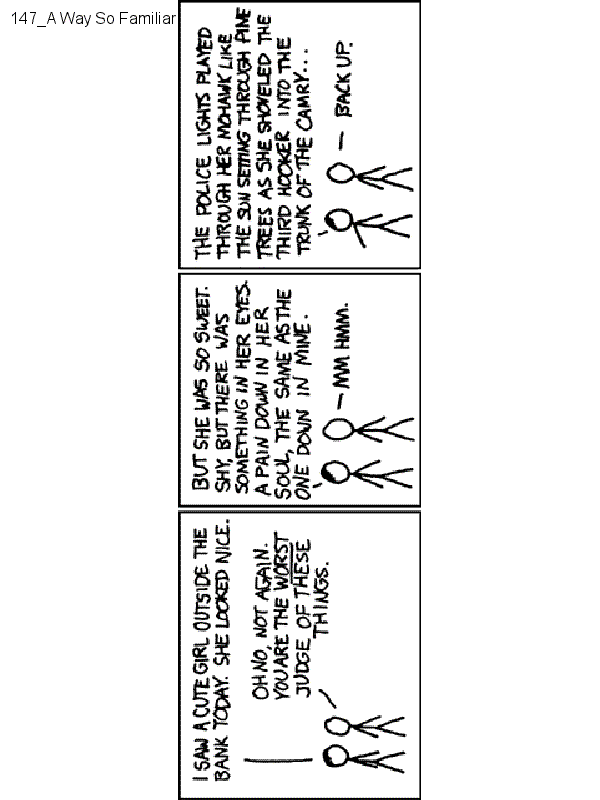 147_A Way So Familiar
I SAW A CUTE GIRL OUTSIDE THE
BANK TODAY. SHE LOOKED NICE.
OH NO, NOT AGAIN.
YOU ARE THE WORST
JUDGE OF THESE
THINGS.
BUT SHE WAS SO SWEET.
SHY, BUT THERE WAS
SOMETHING IN HER EYES.
A PAIN DOWN IN HER
SOUL, THE SAME AS THE
ONE DOWN IN MINE.
MM HMM.
THE POLICE LIGHTS PLAYED
THROUGH HER MOHAWK LIKE
THE SUN SETTING THROUGH PINE
TREES AS SHE SHOVELED THE
THIRD HOOKER INTO THE
TRUNK OF THE CAMRY...
BACK UP.